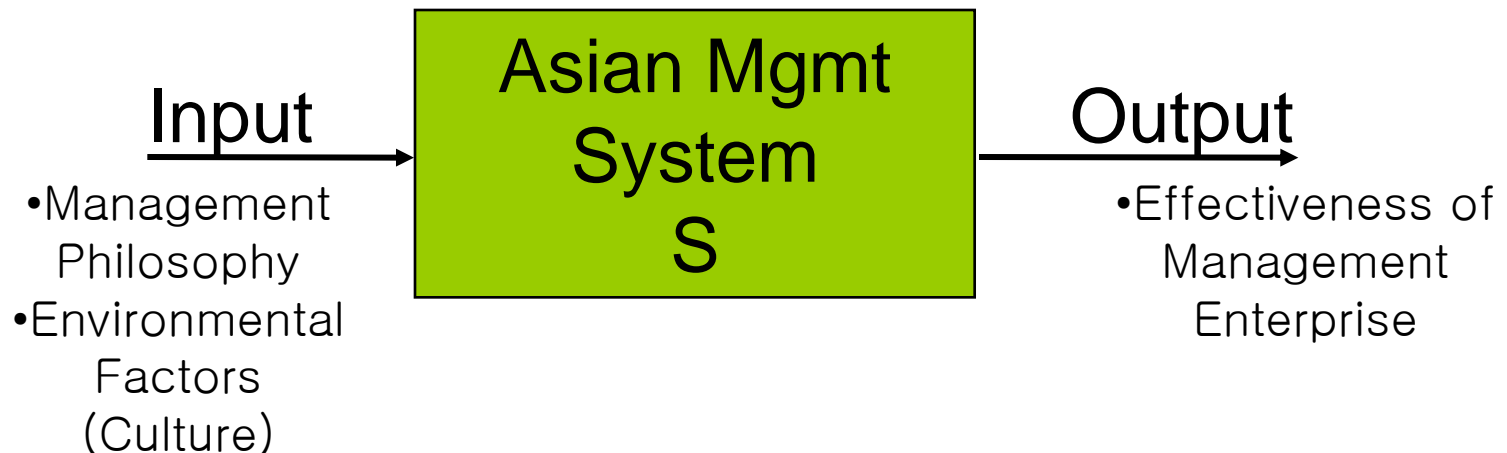 Input
•Management
Philosophy
•Environmental
Factors
(Culture)
Asian Mgmt
System
S
Output
•Effectiveness of
Management
Enterprise